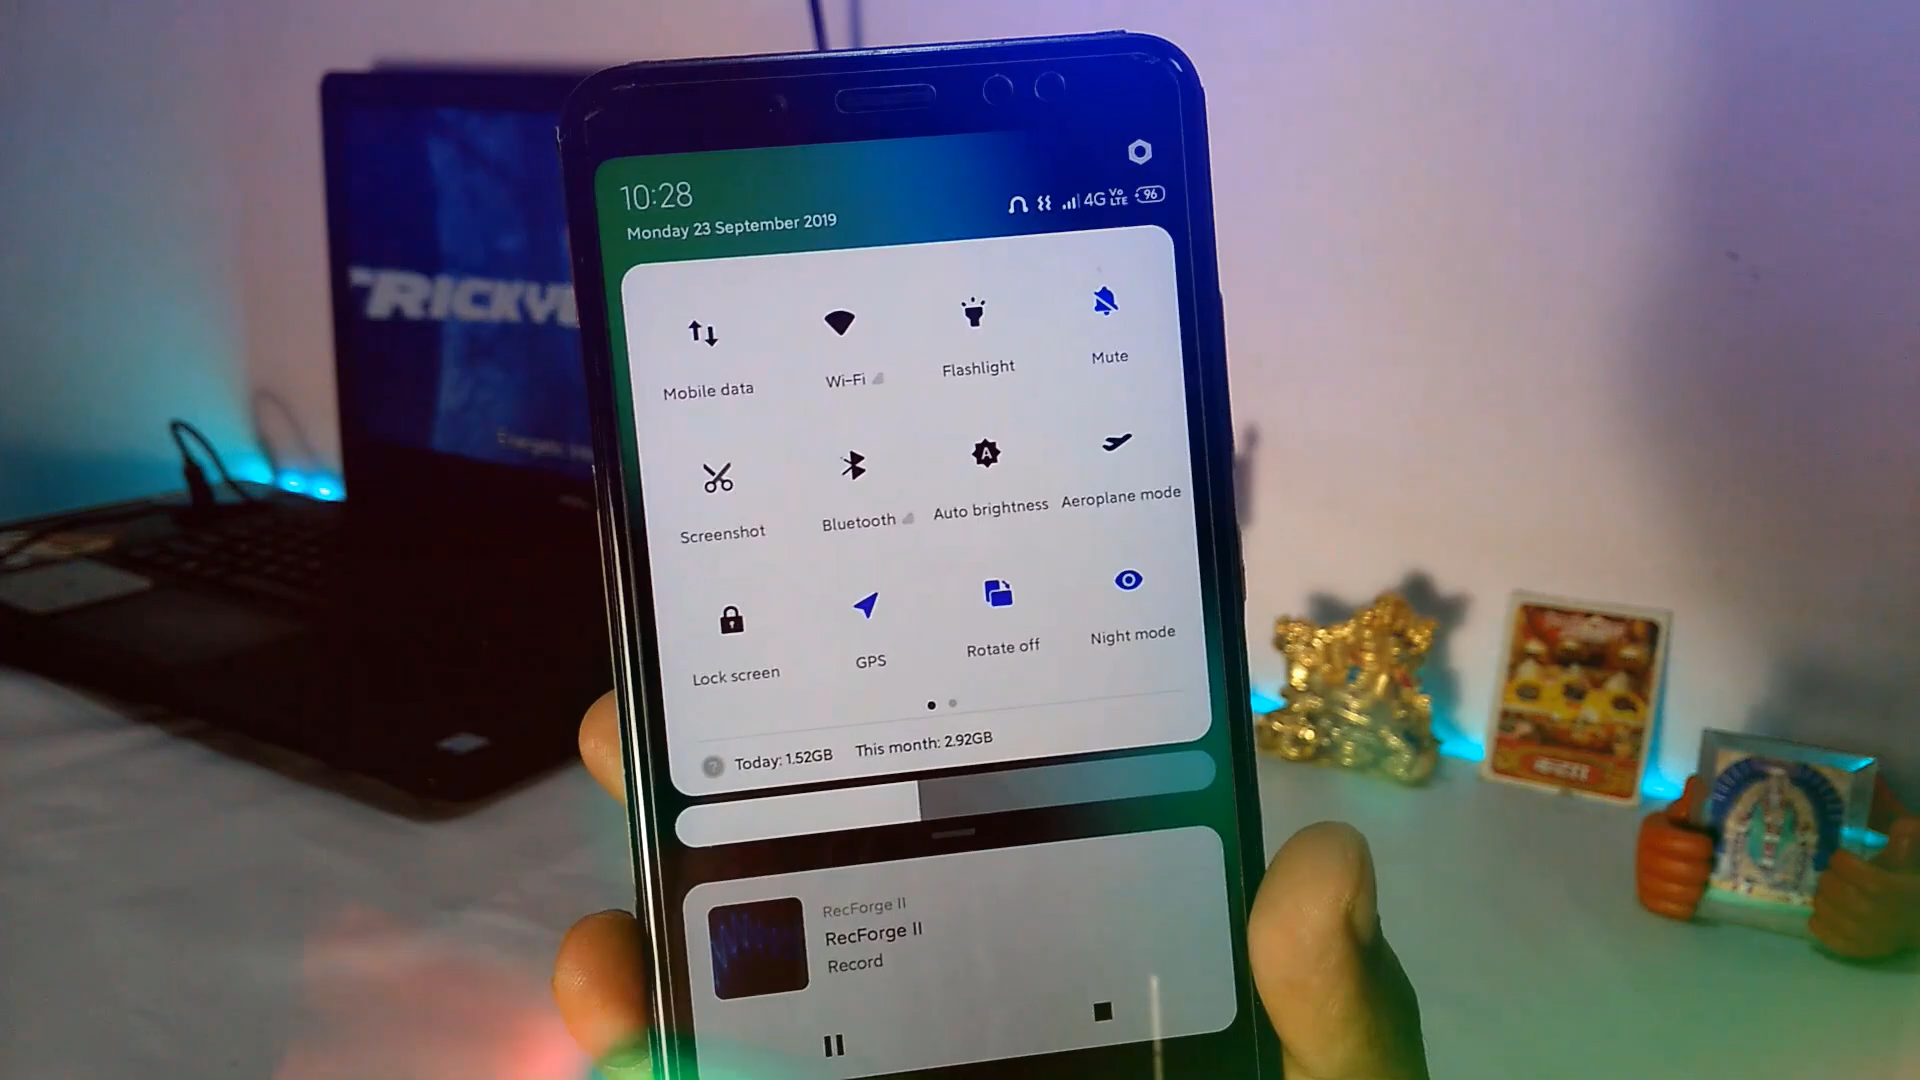 10:28
Monday 23 September 2019
4G Vo LTE 96
Mobile data
Wi-Fi
Flashlight
Mute
Screenshot
Bluetooth
A
Auto brightness
Aeroplane mode
Lock screen
GPS
Rotate off
Night mode
? Today: 1.52GB This month: 2.92GB
RecForge II
RecForge II
Record